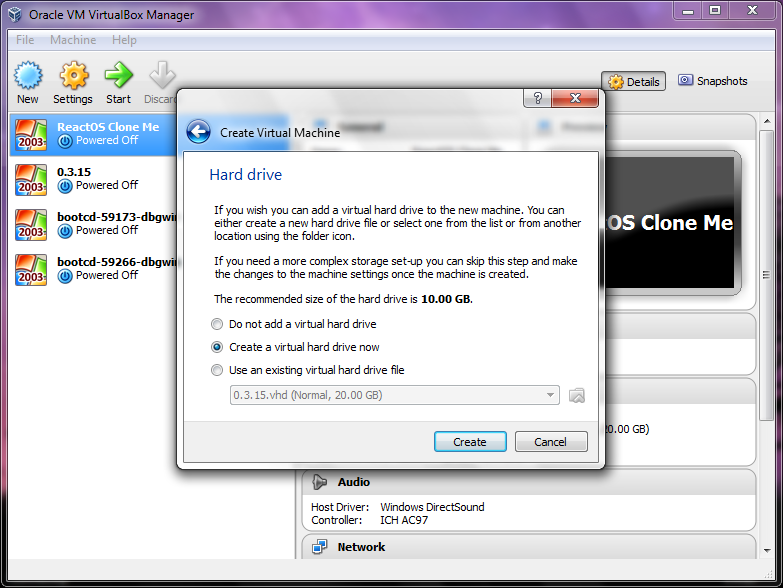 Oracle VM VirtualBox Manager
File Machine Help
New Settings Start Discar
Details Snapshots
ReactOS Clone Me
Powered Off
2003
0.3.15
Powered Off
2003
bootcd-59173-dbgwin
Powered Off
2003
bootcd-59266-dbgwin
Powered Off
2003
?
Create Virtual Machine
Hard drive
If you wish you can add a virtual hard drive to the new machine. You can
either create a new hard drive file or select one from the list or from another
location using the folder icon.
If you need a more complex storage set-up you can skip this step and make
the changes to the machine settings once the machine is created.
The recommended size of the hard drive is 10.00 GB.
Do not add a virtual hard drive
Create a virtual hard drive now
Use an existing virtual hard drive file
0.3.15.vhd (Normal, 20.00 GB)
Create Cancel
OS Clone Me
20.00 GB)
Audio
Host Driver: Windows DirectSound
Controller: ICH AC97
Network